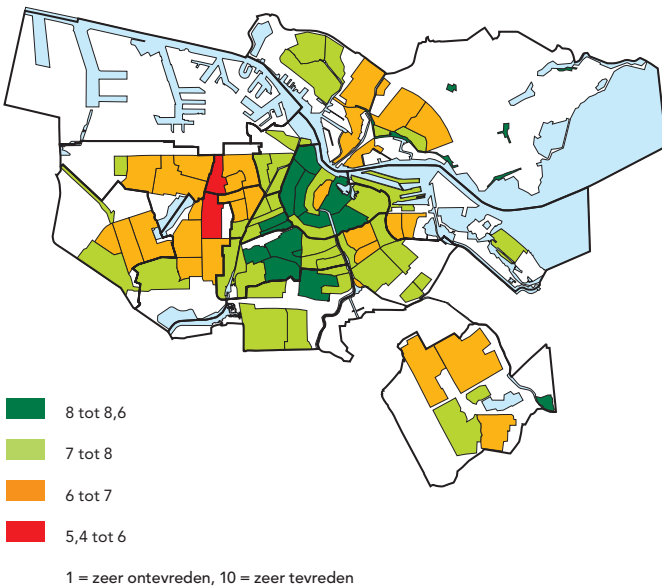 8 tot 8,6
7 tot 8
6 tot 7
5,4 tot 6
1 = zeer ontevreden, 10 = zeer tevreden